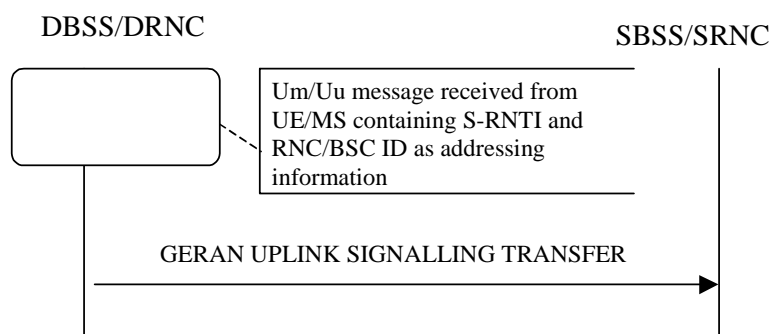 DBSS/DRNC
SBSS/SRNC
Um/Uu message received from
UE/MS containing S-RNTI and
RNC/BSC ID as addressing
information
GERAN UPLINK SIGNALLING TRANSFER